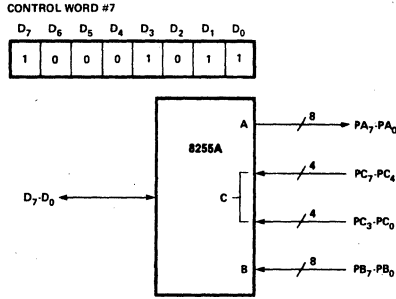 CONTROL WORD #7
D7 D6 D5 D4 D3 D2 D1 D0
1 0 0 0 1 0 1 1
8255A
A 8 PA7-PA0
4 PC7-PC4
D7-D0 C
4 PC3-PC0
B 8 PB7-PB0